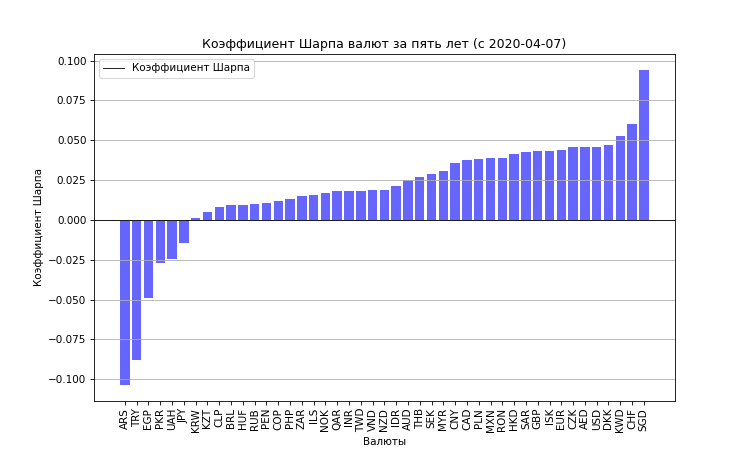 Коэффициент Шарпа валют за пять лет (с 2020-04-07)
Коэффициент Шарпа
0.100
0.075
0.050
0.025
0.000
−0.025
−0.050
−0.075
−0.100
Коэффициент Шарпа
ARS TRY EGP PKR UAH JPY KRW KZT CLP BRL HUF RUB PEN COP PHP ZAR ILS NOK QAR INR TWD VND NZD IDR AUD THB SEK MYR CNY CAD PLN MXN RON HKD SAR GBP ISK EUR CZK AED USD DKK KWD CHF SGD
Валюты